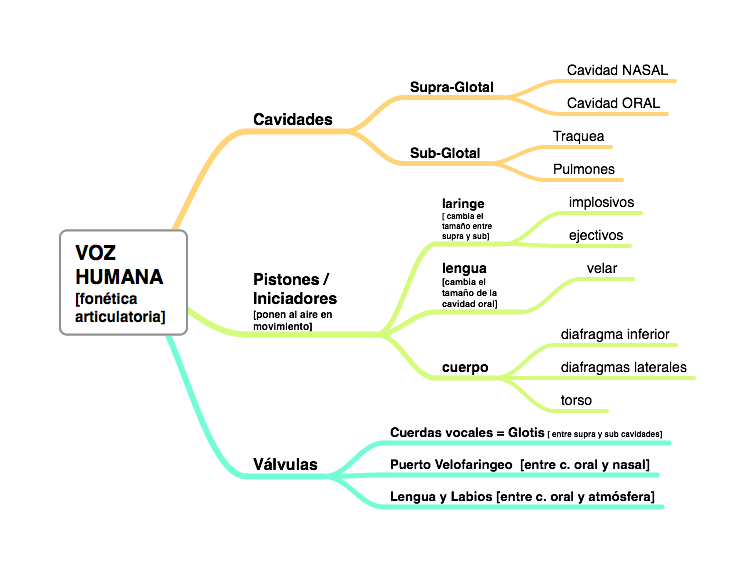 VOZ
HUMANA
[fonética
articulatoria]
Cavidades
Supra-Glotal
Cavidad NASAL
Cavidad ORAL
Sub-Glotal
Traquea
Pulmones
Pistones /
Iniciadores
[ponen al aire en
movimiento]
laringe
[ cambia el
tamaño entre
supra y sub]
implosivos
ejectivos
lengua
[cambia el
tamaño de la
cavidad oral]
velar
cuerpo
diafragma inferior
diafragmas laterales
torso
Válvulas
Cuerdas vocales = Glotis [ entre supra y sub cavidades]
Puerto Velofaringeo [entre c. oral y nasal]
Lengua y Labios [entre c. oral y atmósfera]